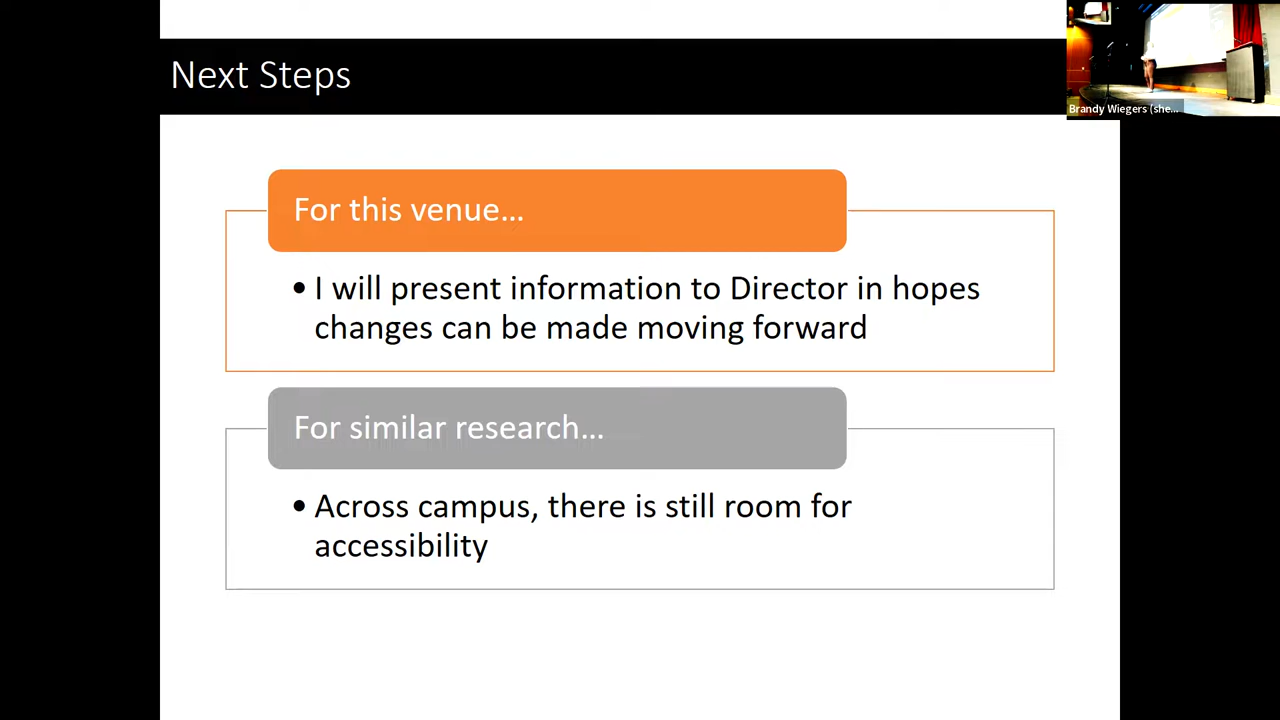 Next Steps
Brandy Wiegers (she...
For this venue...
• I will present information to Director in hopes
changes can be made moving forward
For similar research...
• Across campus, there is still room for
accessibility